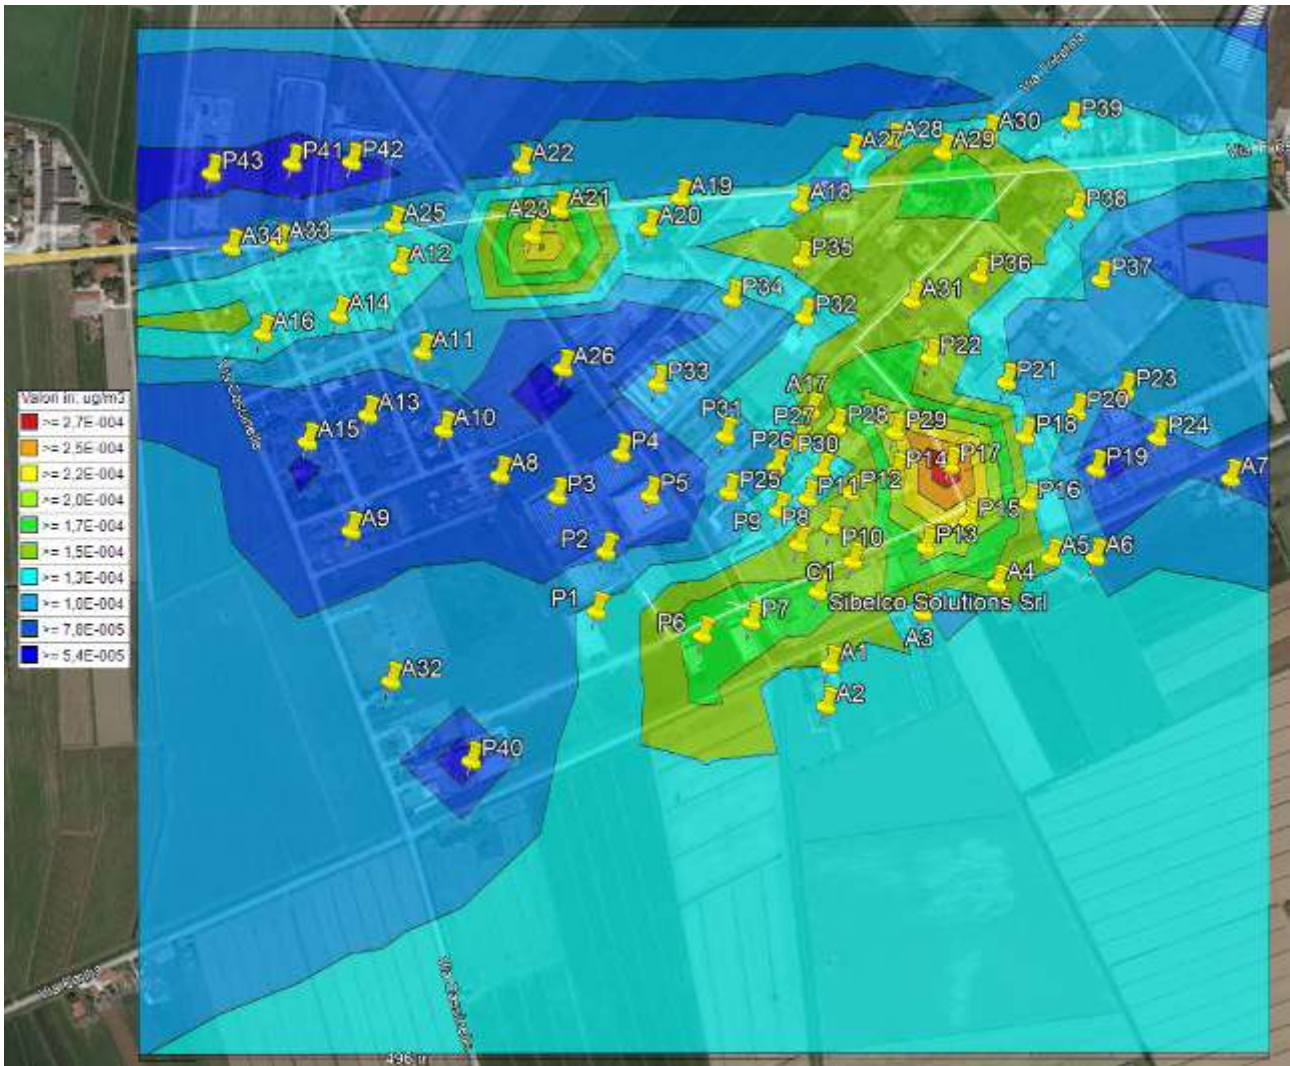 Via Triestina
P39
A30
A28
A29
A27
Via Tries
P43
P41
P42
A22
A21
A19
A18
P38
A25
A23
A20
A34
A33
A12
P35
P36
P37
P34
A31
A14
P32
A16
A11
P22
A26
P33
P21
P23
A17
P20
A13
A10
P31
P27
P28
P29
P18
P24
A15
P4
P26
P30
P14
P17
P19
A7
A8
P3
P5
P25
P11
P12
P16
A9
P9
P8
P15
P2
P10
P13
A5
A6
P1
C1
A4
Sibelco Solutions Srl
P6
P7
A3
A1
A32
A2
P40
Valori in: ug/m3
>= 2,7E-004
>= 2,5E-004
>= 2,2E-004
>= 2,0E-004
>= 1,7E-004
>= 1,5E-004
>= 1,3E-004
>= 1,0E-004
>= 7,8E-005
>= 5,4E-005
496 m